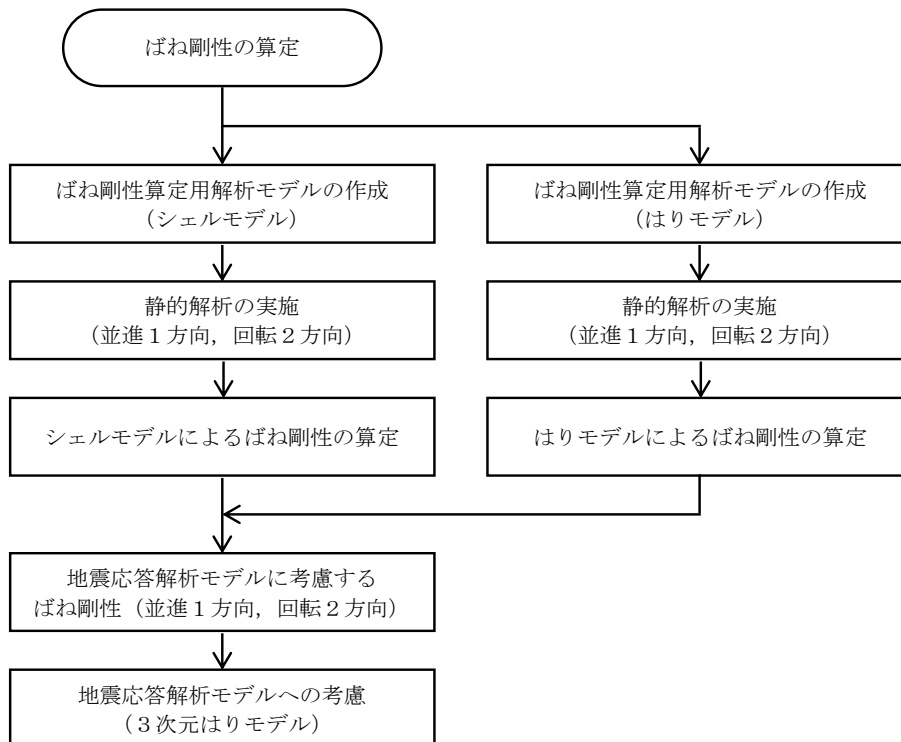 ばね剛性の算定
ばね剛性算定用解析モデルの作成
（シェルモデル）
ばね剛性算定用解析モデルの作成
（はりモデル）
静的解析の実施
（並進１方向，回転２方向）
静的解析の実施
（並進１方向，回転２方向）
シェルモデルによるばね剛性の算定
はりモデルによるばね剛性の算定
地震応答解析モデルに考慮する
ばね剛性（並進１方向，回転２方向）
地震応答解析モデルへの考慮
（３次元はりモデル）